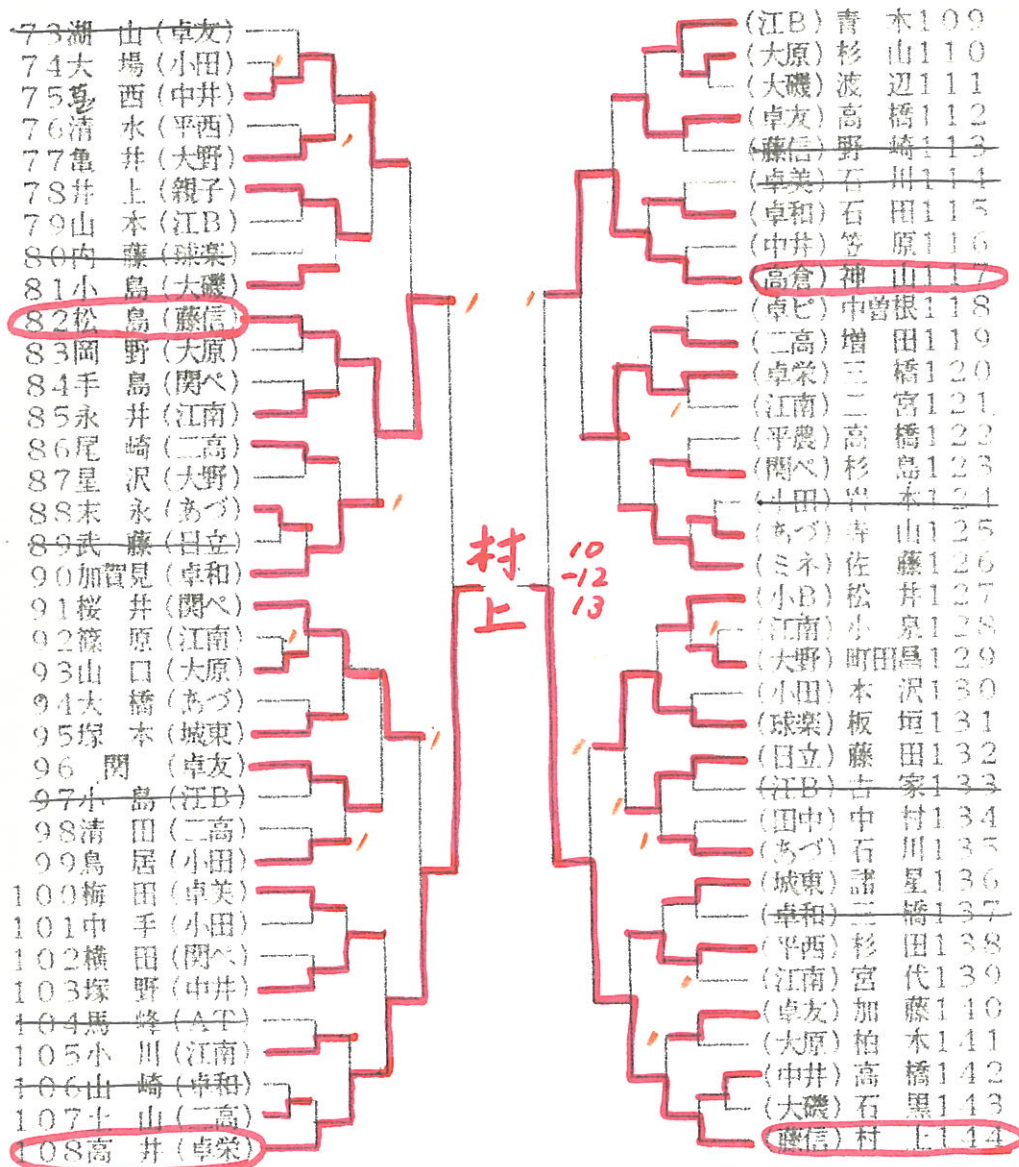 73湖 山(卓友)
74大 場(小田)
75葛 西(中井)
76清 水(平西)
77亀 井(大野)
78井 上(親子)
79山 本(江B)
80内 藤(球楽)
81小 島(大磯)
82松 島(藤信)
83岡 野(大原)
84手 島(関ペ)
85永 井(江南)
86尾 崎(二高)
87星 沢(大野)
88末 永(あづ)
89武 藤(日立)
90加賀見(卓和)
91桜 井(関ペ)
92篠 原(江南)
93山 口(大原)
94大 橋(あづ)
95塚 本(城東)
96 関 (卓友)
97小 島(江B)
98清 田(二高)
99鳥 居(小田)
100梅 田(卓美)
101中 手(小田)
102横 田(関ペ)
103塚 野(中井)
104馬 峰(AT)
105小 川(江南)
106山 崎(卓和)
107土 山(二高)
108高 井(卓栄)
村上
10
-12
13
(江B)青 木109
(大原)杉 山110
(大磯)渡 辺111
(卓友)高 橋112
(藤信)野 崎113
(卓美)石 川114
(卓和)石 田115
(中井)笠 原116
(高倉)神 山117
(卓ピ)中曽根118
(二高)増 田119
(卓栄)三 橋120
(江南)二 宮121
(平農)高 橋122
(関ペ)杉 島123
(小田)岩 本124
(あづ)寺 山125
(ミネ)佐 藤126
(小B)松 井127
(江南)小 泉128
(大野)町田昌129
(小田)本 沢130
(球楽)板 垣131
(日立)藤 田132
(江B)古 家133
(田中)中 村134
(あづ)石 川135
(城東)諸 星136
(卓和)三 橋137
(平西)杉 田138
(江南)宮 代139
(卓友)加 藤140
(大原)柏 木141
(中井)高 橋142
(大磯)石 黒143
(藤信)村 上144